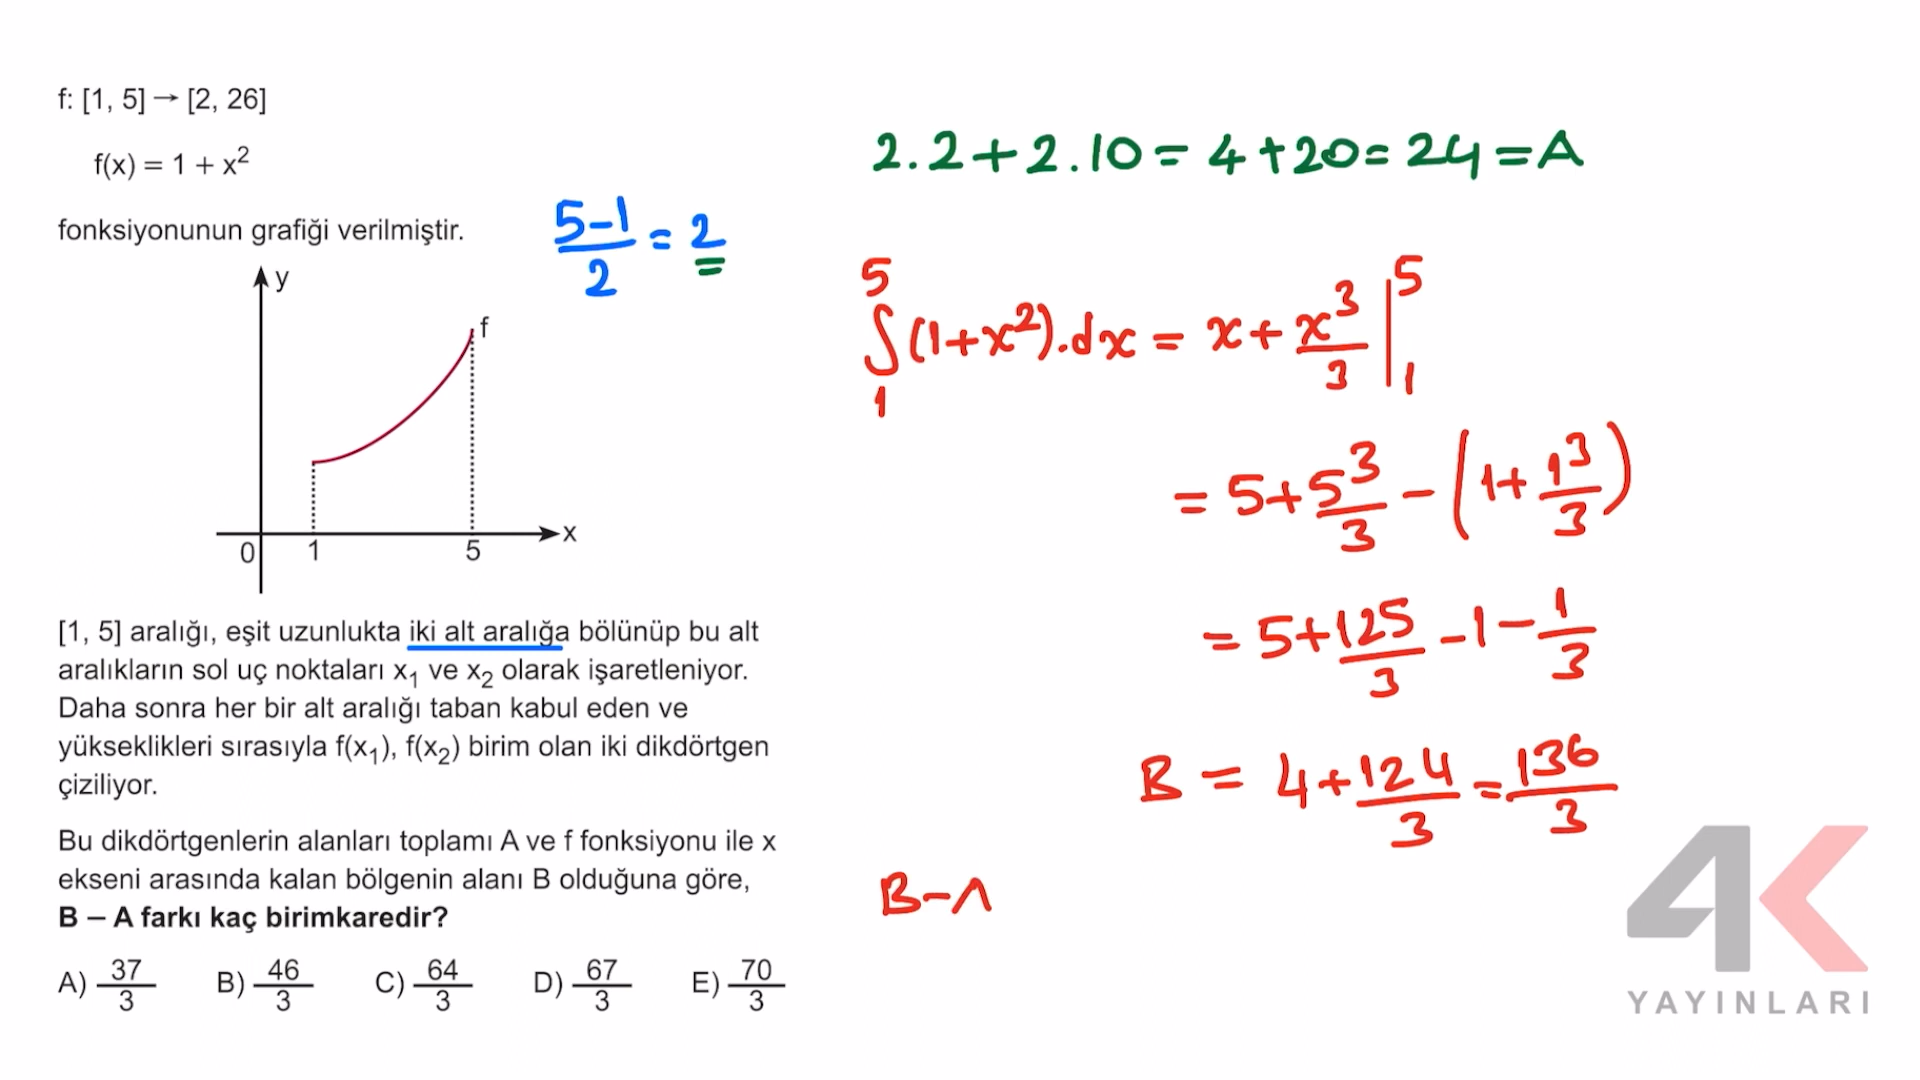 f: [1, 5] → [2, 26]
f(x) = 1 + x²
fonksiyonunun grafiği verilmiştir.
y
f
0
1
5
x
5-1/2 = 2
[1, 5] aralığı, eşit uzunlukta iki alt aralığa bölünüp bu alt
aralıkların sol uç noktaları x₁ ve x₂ olarak işaretleniyor.
Daha sonra her bir alt aralığı taban kabul eden ve
yükseklikleri sırasıyla f(x₁), f(x₂) birim olan iki dikdörtgen
çiziliyor.
Bu dikdörtgenlerin alanları toplamı A ve f fonksiyonu ile x
ekseni arasında kalan bölgenin alanı B olduğuna göre,
B – A farkı kaç birimkaredir?
A) 37/3 B) 46/3 C) 64/3 D) 67/3 E) 70/3
2.2+2.10=4+20=24=A
∫₁⁵(1+x²).dx = x+x³/3 |₁⁵
= 5+5³/3-(1+1³/3)
= 5+125/3-1-1/3
B = 4+124/3=136/3
B-A
4K
YAYINLARI